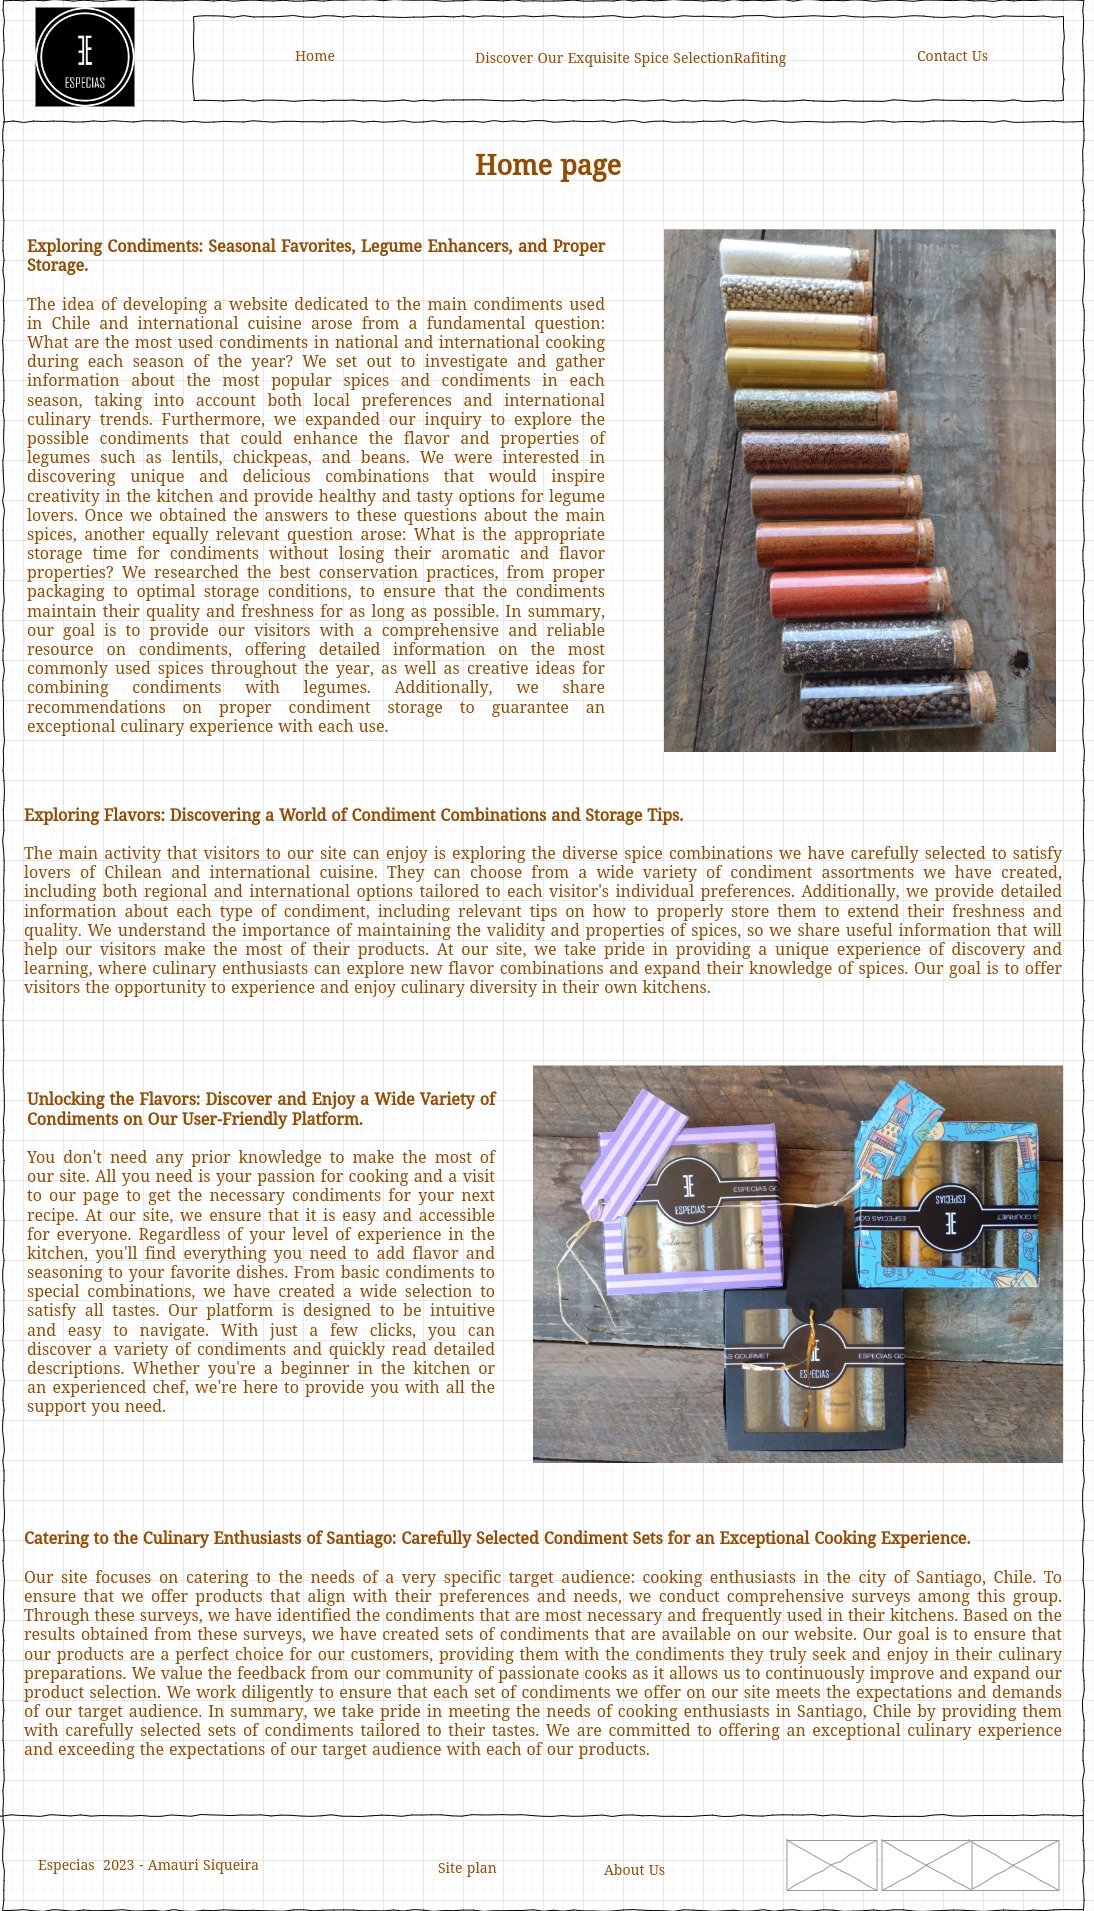 ƎE
ESPECIAS
Home
Discover Our Exquisite Spice SelectionRafiting
Contact Us
Home page
Exploring Condiments: Seasonal Favorites, Legume Enhancers, and Proper
Storage.
The idea of developing a website dedicated to the main condiments used
in Chile and international cuisine arose from a fundamental question:
What are the most used condiments in national and international cooking
during each season of the year? We set out to investigate and gather
information about the most popular spices and condiments in each
season, taking into account both local preferences and international
culinary trends. Furthermore, we expanded our inquiry to explore the
possible condiments that could enhance the flavor and properties of
legumes such as lentils, chickpeas, and beans. We were interested in
discovering unique and delicious combinations that would inspire
creativity in the kitchen and provide healthy and tasty options for legume
lovers. Once we obtained the answers to these questions about the main
spices, another equally relevant question arose: What is the appropriate
storage time for condiments without losing their aromatic and flavor
properties? We researched the best conservation practices, from proper
packaging to optimal storage conditions, to ensure that the condiments
maintain their quality and freshness for as long as possible. In summary,
our goal is to provide our visitors with a comprehensive and reliable
resource on condiments, offering detailed information on the most
commonly used spices throughout the year, as well as creative ideas for
combining condiments with legumes. Additionally, we share
recommendations on proper condiment storage to guarantee an
exceptional culinary experience with each use.
Exploring Flavors: Discovering a World of Condiment Combinations and Storage Tips.
The main activity that visitors to our site can enjoy is exploring the diverse spice combinations we have carefully selected to satisfy
lovers of Chilean and international cuisine. They can choose from a wide variety of condiment assortments we have created,
including both regional and international options tailored to each visitor's individual preferences. Additionally, we provide detailed
information about each type of condiment, including relevant tips on how to properly store them to extend their freshness and
quality. We understand the importance of maintaining the validity and properties of spices, so we share useful information that will
help our visitors make the most of their products. At our site, we take pride in providing a unique experience of discovery and
learning, where culinary enthusiasts can explore new flavor combinations and expand their knowledge of spices. Our goal is to offer
visitors the opportunity to experience and enjoy culinary diversity in their own kitchens.
Unlocking the Flavors: Discover and Enjoy a Wide Variety of
Condiments on Our User-Friendly Platform.
You don't need any prior knowledge to make the most of
our site. All you need is your passion for cooking and a visit
to our page to get the necessary condiments for your next
recipe. At our site, we ensure that it is easy and accessible
for everyone. Regardless of your level of experience in the
kitchen, you'll find everything you need to add flavor and
seasoning to your favorite dishes. From basic condiments to
special combinations, we have created a wide selection to
satisfy all tastes. Our platform is designed to be intuitive
and easy to navigate. With just a few clicks, you can
discover a variety of condiments and quickly read detailed
descriptions. Whether you're a beginner in the kitchen or
an experienced chef, we're here to provide you with all the
support you need.
ƎE
ESPECIAS
ESPECIAS GO
ESPECIAS
ƎE
ESPECIAS GOURMET
AS GOURMET
ESPECIAS
ESPECIAS GO
Catering to the Culinary Enthusiasts of Santiago: Carefully Selected Condiment Sets for an Exceptional Cooking Experience.
Our site focuses on catering to the needs of a very specific target audience: cooking enthusiasts in the city of Santiago, Chile. To
ensure that we offer products that align with their preferences and needs, we conduct comprehensive surveys among this group.
Through these surveys, we have identified the condiments that are most necessary and frequently used in their kitchens. Based on the
results obtained from these surveys, we have created sets of condiments that are available on our website. Our goal is to ensure that
our products are a perfect choice for our customers, providing them with the condiments they truly seek and enjoy in their culinary
preparations. We value the feedback from our community of passionate cooks as it allows us to continuously improve and expand our
product selection. We work diligently to ensure that each set of condiments we offer on our site meets the expectations and demands
of our target audience. In summary, we take pride in meeting the needs of cooking enthusiasts in Santiago, Chile by providing them
with carefully selected sets of condiments tailored to their tastes. We are committed to offering an exceptional culinary experience
and exceeding the expectations of our target audience with each of our products.
Especias 2023 - Amauri Siqueira
Site plan
About Us